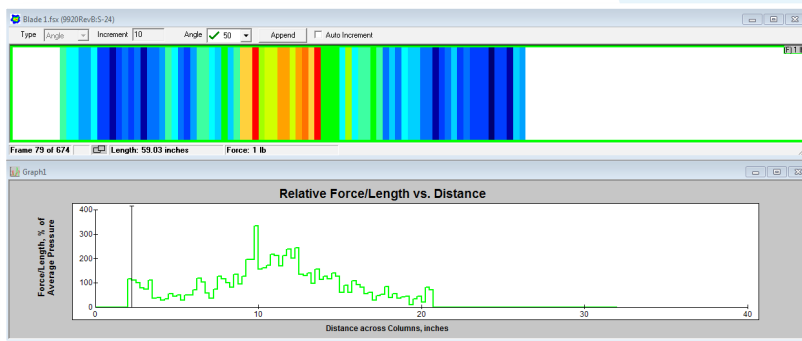 Blade 1.fsx (9920RevB:S-24)
Type Angle Increment 10 Angle 50 Append Auto Increment
(F) 1 lb
Frame 79 of 674 Length: 59.03 inches Force: 1 lb
Graph1
Relative Force/Length vs. Distance
Force/Length, % of
Average Pressure
400
300
200
100
0
0 10 20 30 40
Distance across Columns, inches